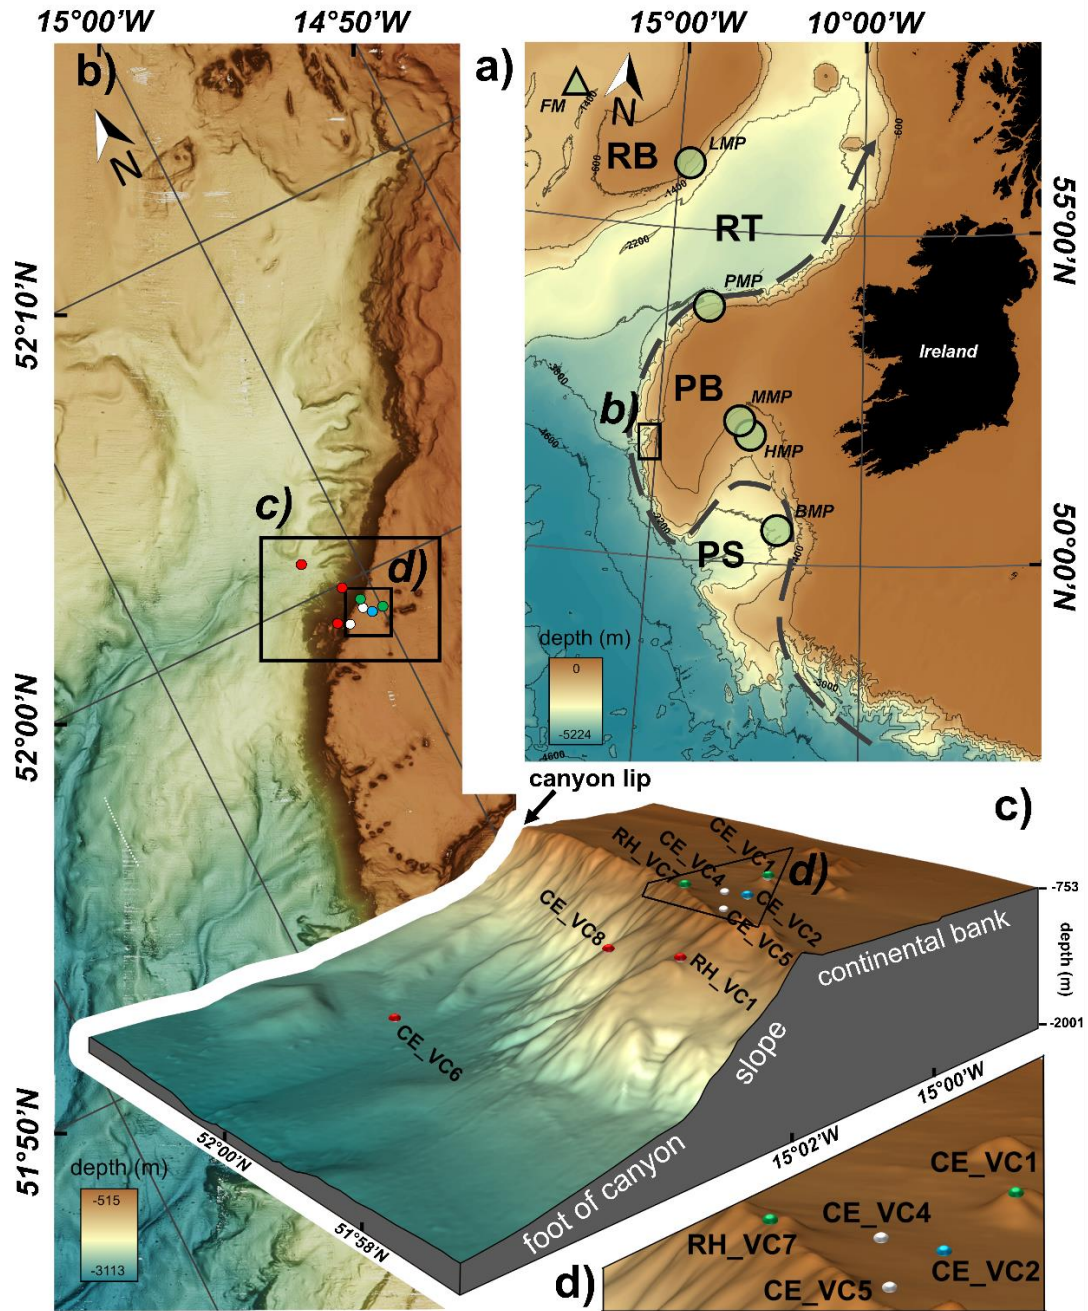 15°00’W
14°50’W
15°00’W
10°00’W
b)
N
52°10’N
52°00’N
51°50’N
c)
d)
depth (m)
-515
-3113
a)
FM
-1400
N
RB
-600
LMP
-1400
-600
RT
-2200
PMP
55°00’N
Ireland
PB
MMP
HMP
b)
-3000
-4600
-2200
BMP
PS
50°00’N
depth (m)
0
-5224
-3000
-4600
canyon lip
c)
CE_VC1
CE_VC4
RH_VC7
d)
CE_VC2
CE_VC5
CE_VC8
RH_VC1
CE_VC6
-753
depth (m)
-2001
continental bank
slope
foot of canyon
15°00’W
15°02’W
52°00’N
51°58’N
d)
CE_VC1
CE_VC4
RH_VC7
CE_VC2
CE_VC5